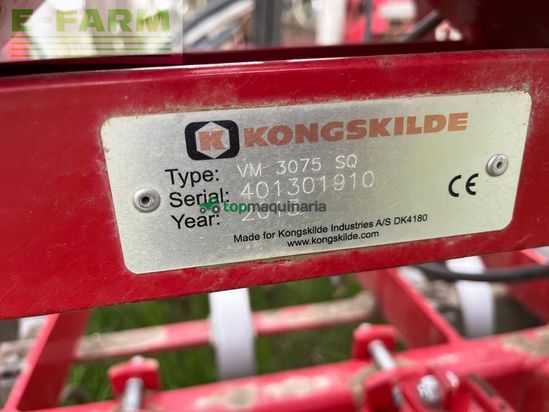 E-FARM
K KONGSKILDE
Type: VM 3075 SQ
Serial: 401301910
topmaquinaria.com
Year:
Made for Kongskilde Industries A/S DK4180
www.kongskilde.com
CE